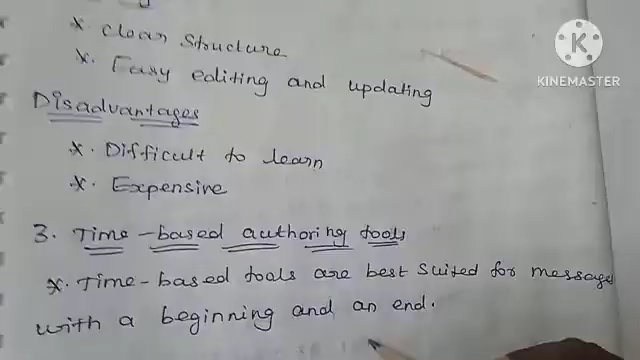 * Clear Structure
*. Easy editing and updating
Disadvantages
*. Difficult to learn
*. Expensive
3. Time-based authoring tools
*. Time-based tools are best suited for message
with a beginning and an end.
K
KINEMASTER